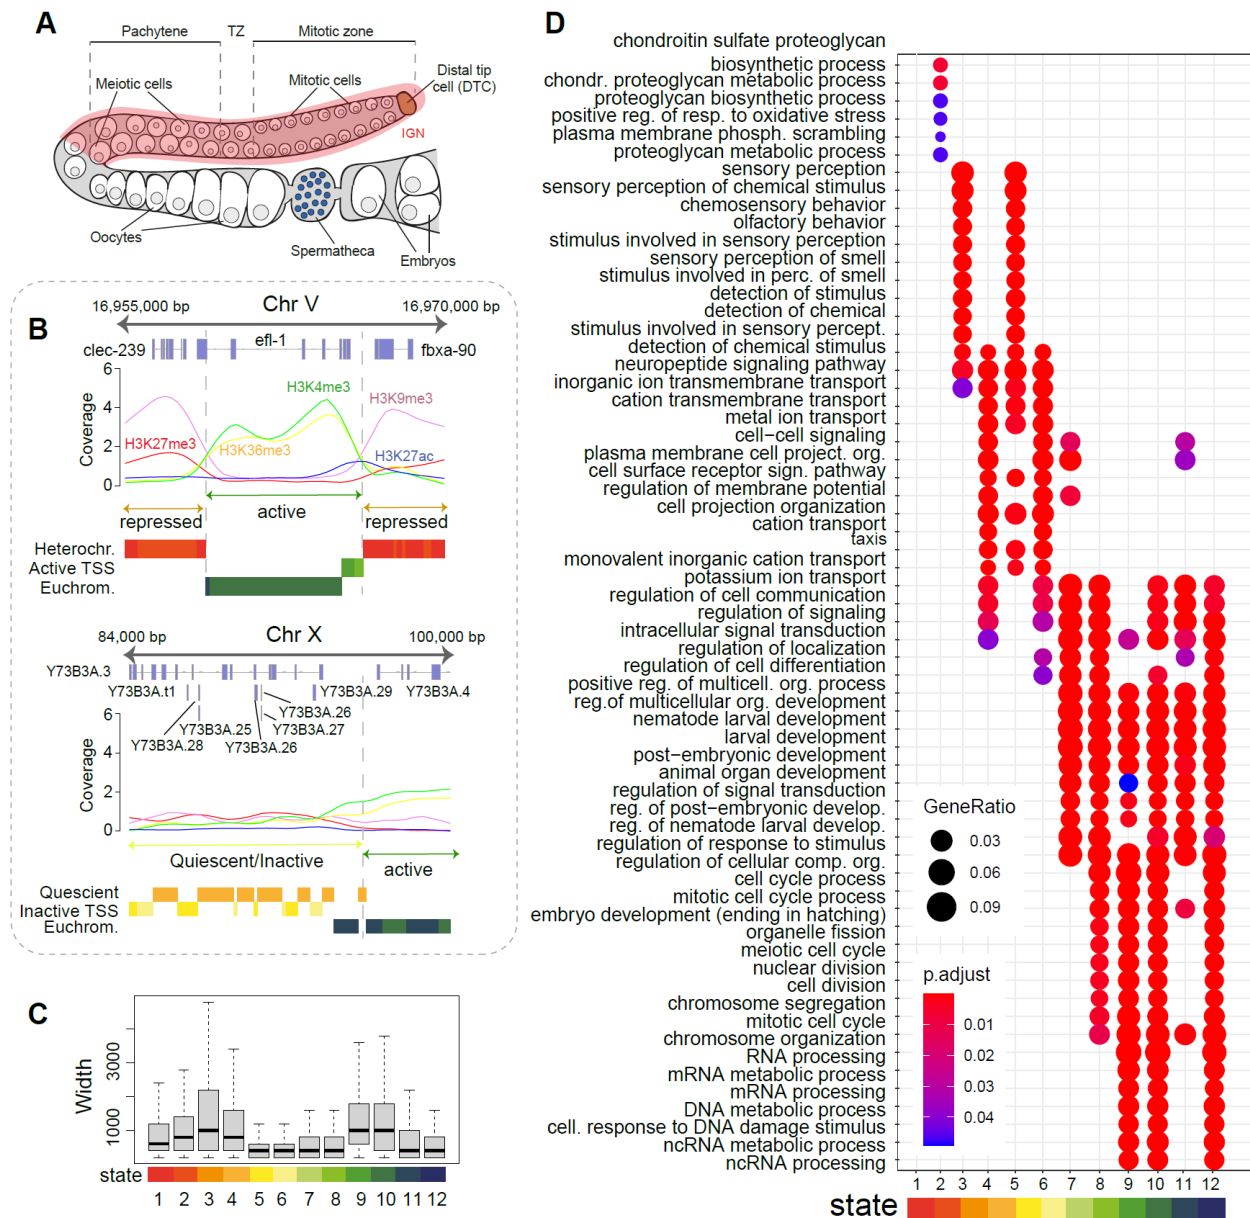 A
Pachytene
TZ
Mitotic zone
Meiotic cells
Mitotic cells
Distal tip
cell (DTC)
IGN
Oocytes
Spermatheca
Embryos
B
16,955,000 bp
Chr V
16,970,000 bp
clec-239
efl-1
fbxa-90
6
4
2
0
Coverage
H3K4me3
H3K9me3
H3K27me3
H3K36me3
H3K27ac
repressed
active
repressed
Heterochr.
Active TSS
Euchrom.
84,000 bp
Chr X
100,000 bp
Y73B3A.3
Y73B3A.t1
Y73B3A.29
Y73B3A.4
Y73B3A.26
Y73B3A.25
Y73B3A.27
Y73B3A.28
Y73B3A.26
6
4
2
0
Coverage
Quiescent/Inactive
active
Quescient
Inactive TSS
Euchrom.
C
Width
3000
1000
state
1 2 3 4 5 6 7 8 9 10 11 12
D
chondroitin sulfate proteoglycan
biosynthetic process
chondr. proteoglycan metabolic process
proteoglycan biosynthetic process
positive reg. of resp. to oxidative stress
plasma membrane phosph. scrambling
proteoglycan metabolic process
sensory perception
sensory perception of chemical stimulus
chemosensory behavior
olfactory behavior
stimulus involved in sensory perception
sensory perception of smell
stimulus involved in perc. of smell
detection of stimulus
detection of chemical
stimulus involved in sensory percept.
detection of chemical stimulus
neuropeptide signaling pathway
inorganic ion transmembrane transport
cation transmembrane transport
metal ion transport
cell−cell signaling
plasma membrane cell project. org.
cell surface receptor sign. pathway
regulation of membrane potential
cell projection organization
cation transport
taxis
monovalent inorganic cation transport
potassium ion transport
regulation of cell communication
regulation of signaling
intracellular signal transduction
regulation of localization
regulation of cell differentiation
positive reg. of multicell. org. process
reg.of multicellular org. development
nematode larval development
larval development
post−embryonic development
animal organ development
regulation of signal transduction
reg. of post−embryonic develop.
reg. of nematode larval develop.
regulation of response to stimulus
regulation of cellular comp. org.
cell cycle process
mitotic cell cycle process
embryo development (ending in hatching)
organelle fission
meiotic cell cycle
nuclear division
cell division
chromosome segregation
mitotic cell cycle
chromosome organization
RNA processing
mRNA metabolic process
mRNA processing
DNA metabolic process
cell. response to DNA damage stimulus
ncRNA metabolic process
ncRNA processing
GeneRatio
0.03
0.06
0.09
p.adjust
0.01
0.02
0.03
0.04
1 2 3 4 5 6 7 8 9 10 11 12
state